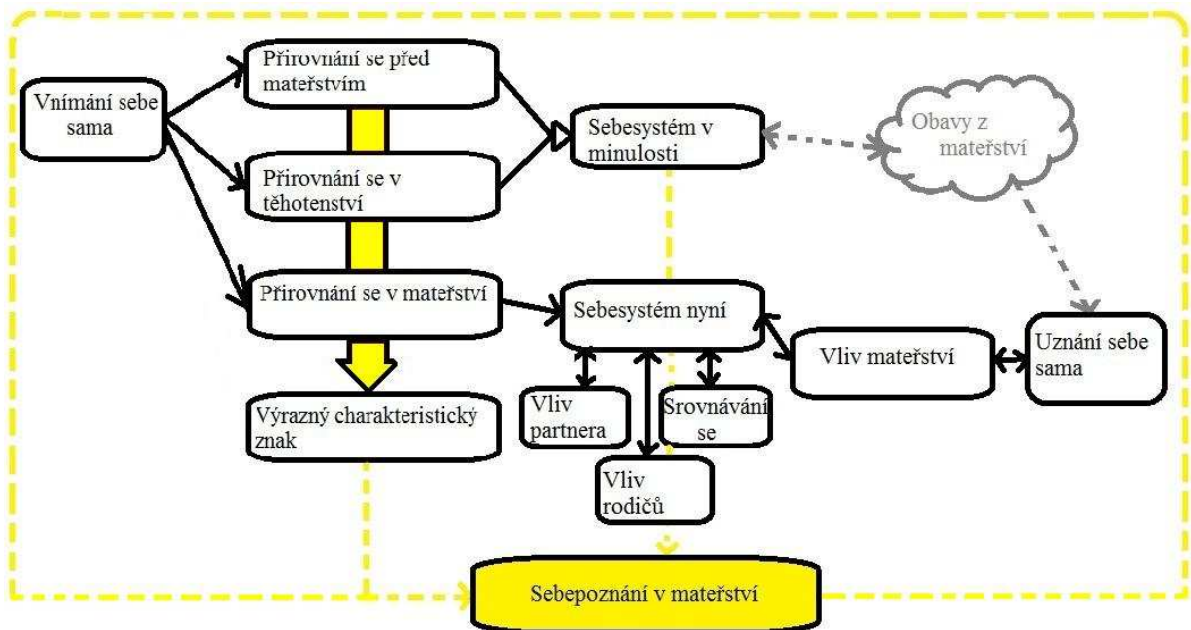 Vnímání sebe
sama
Přirovnání se před
mateřstvím
Přirovnání se v
těhotenství
Přirovnání se v mateřství
Výrazný charakteristický
znak
Sebesystém v
minulosti
Obavy z
mateřství
Sebesystém nyní
Vliv mateřství
Uznání sebe
sama
Vliv
partnera
Srovnávání
se
Vliv
rodičů
Sebepoznání v mateřství